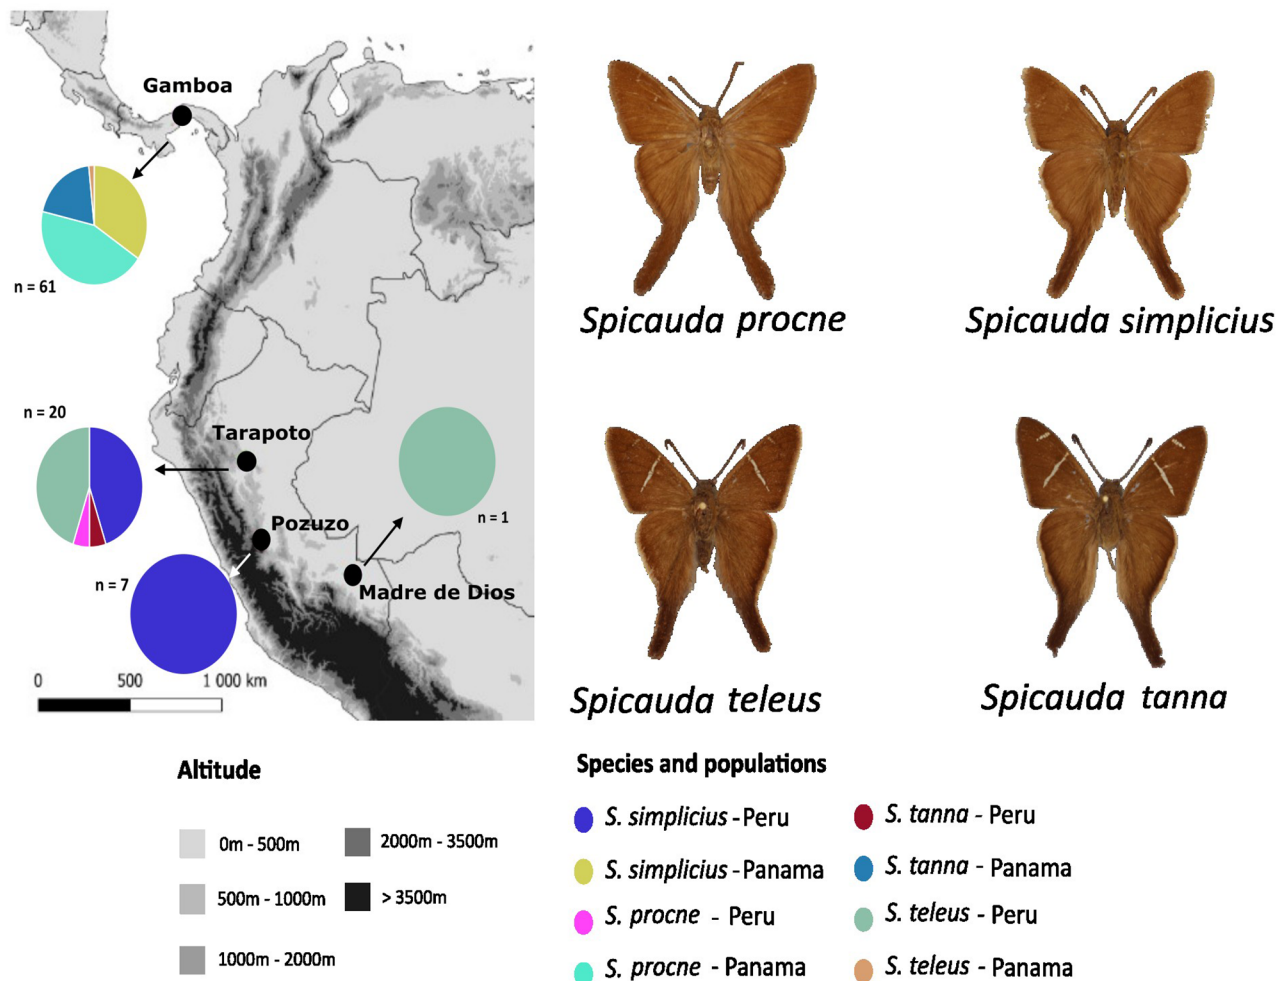 Gamboa
n = 61
n = 20
Tarapoto
Pozuzo
n = 1
n = 7
Madre de Dios
0 500 1 000 km
Spicauda procne
Spicauda simplicius
Spicauda teleus
Spicauda tanna
Altitude
0m - 500m
500m - 1000m
1000m - 2000m
2000m - 3500m
> 3500m
Species and populations
S. simplicius - Peru
S. simplicius - Panama
S. procne - Peru
S. procne - Panama
S. tanna - Peru
S. tanna - Panama
S. teleus - Peru
S. teleus - Panama